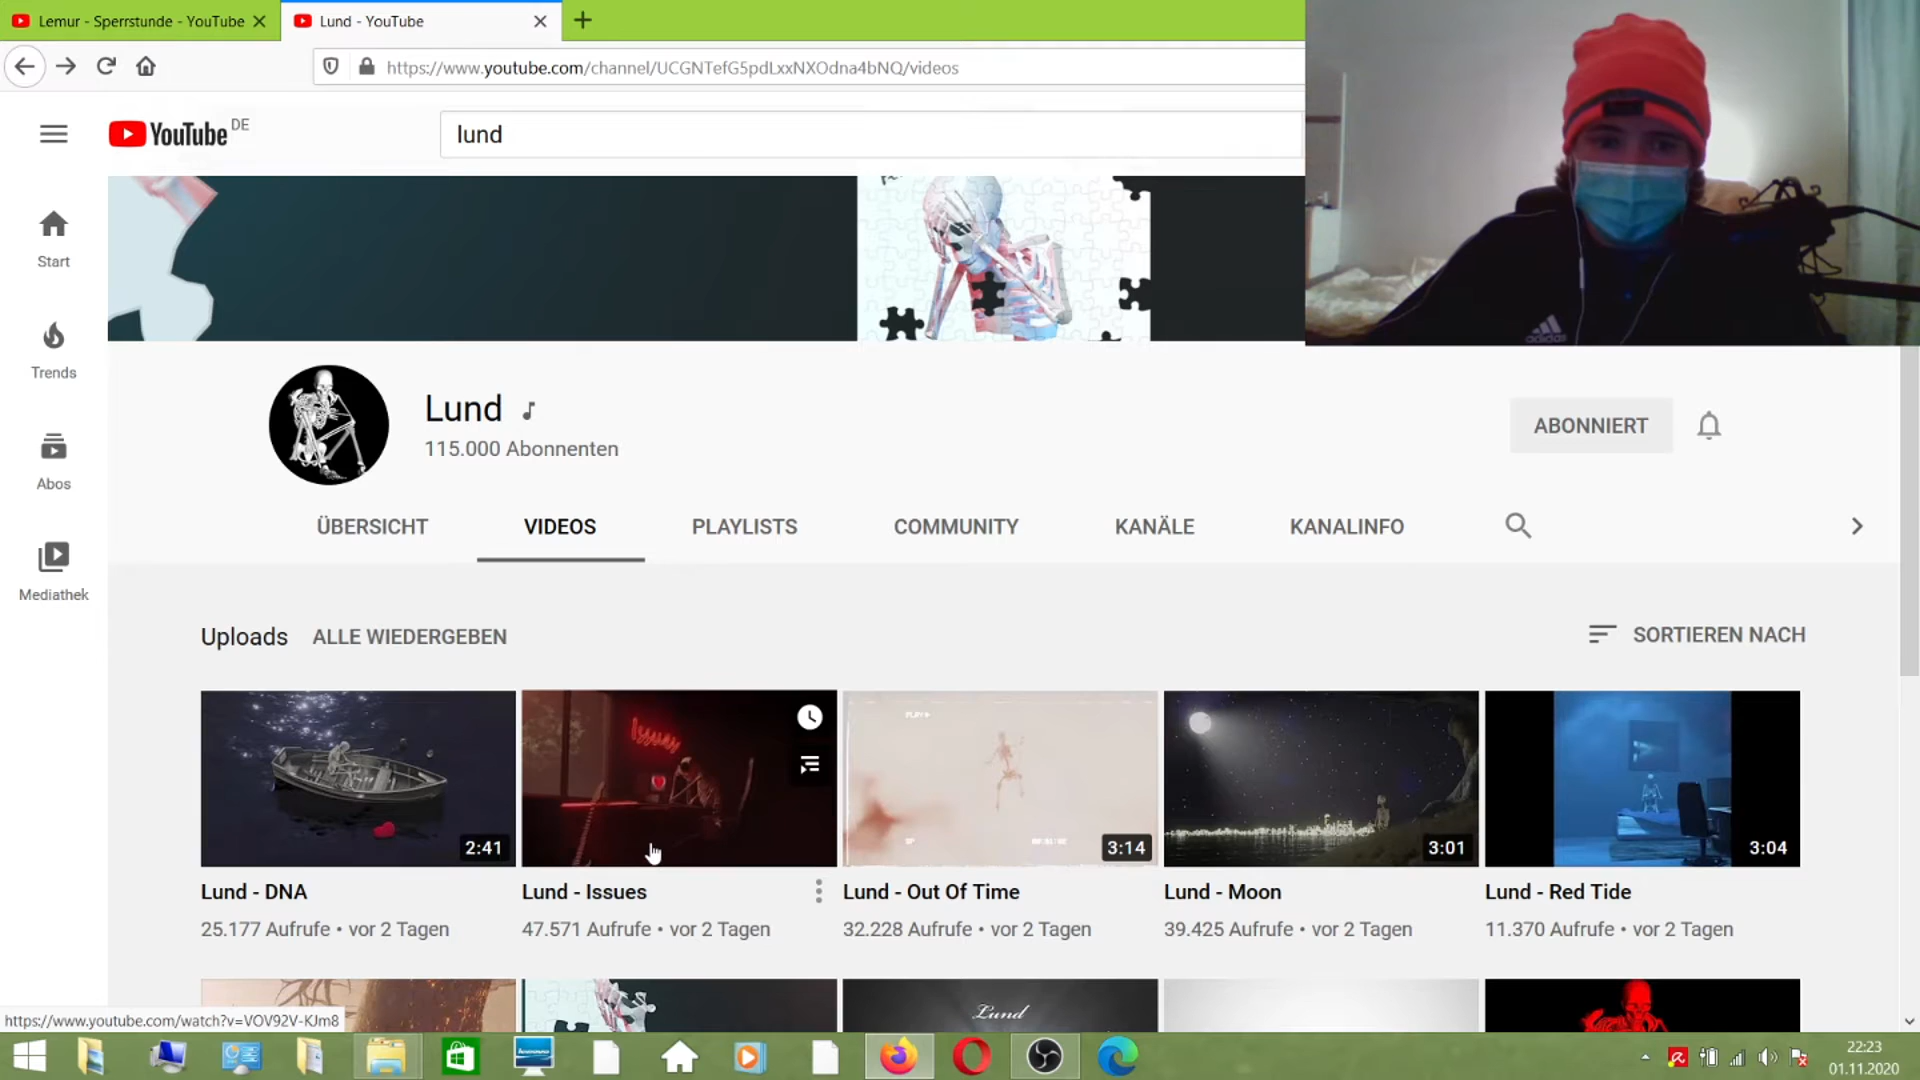 Lemur - Sperrstunde - YouTube
Lund - YouTube
https://www.youtube.com/channel/UCGNTefG5pdLxxNXOdna4bNQ/videos
YouTube DE
lund
Start
Trends
Abos
Mediathek
Lund
115.000 Abonnenten
ABONNIERT
ÜBERSICHT
VIDEOS
PLAYLISTS
COMMUNITY
KANÄLE
KANALINFO
Uploads
ALLE WIEDERGEBEN
SORTIEREN NACH
Issues
PLAY
2:41
3:14
3:01
3:04
Lund - DNA
Lund - Issues
Lund - Out Of Time
Lund - Moon
Lund - Red Tide
25.177 Aufrufe • vor 2 Tagen
47.571 Aufrufe • vor 2 Tagen
32.228 Aufrufe • vor 2 Tagen
39.425 Aufrufe • vor 2 Tagen
11.370 Aufrufe • vor 2 Tagen
Lund
https://www.youtube.com/watch?v=VOV92V-KJm8
adidas
22:23
01.11.2020